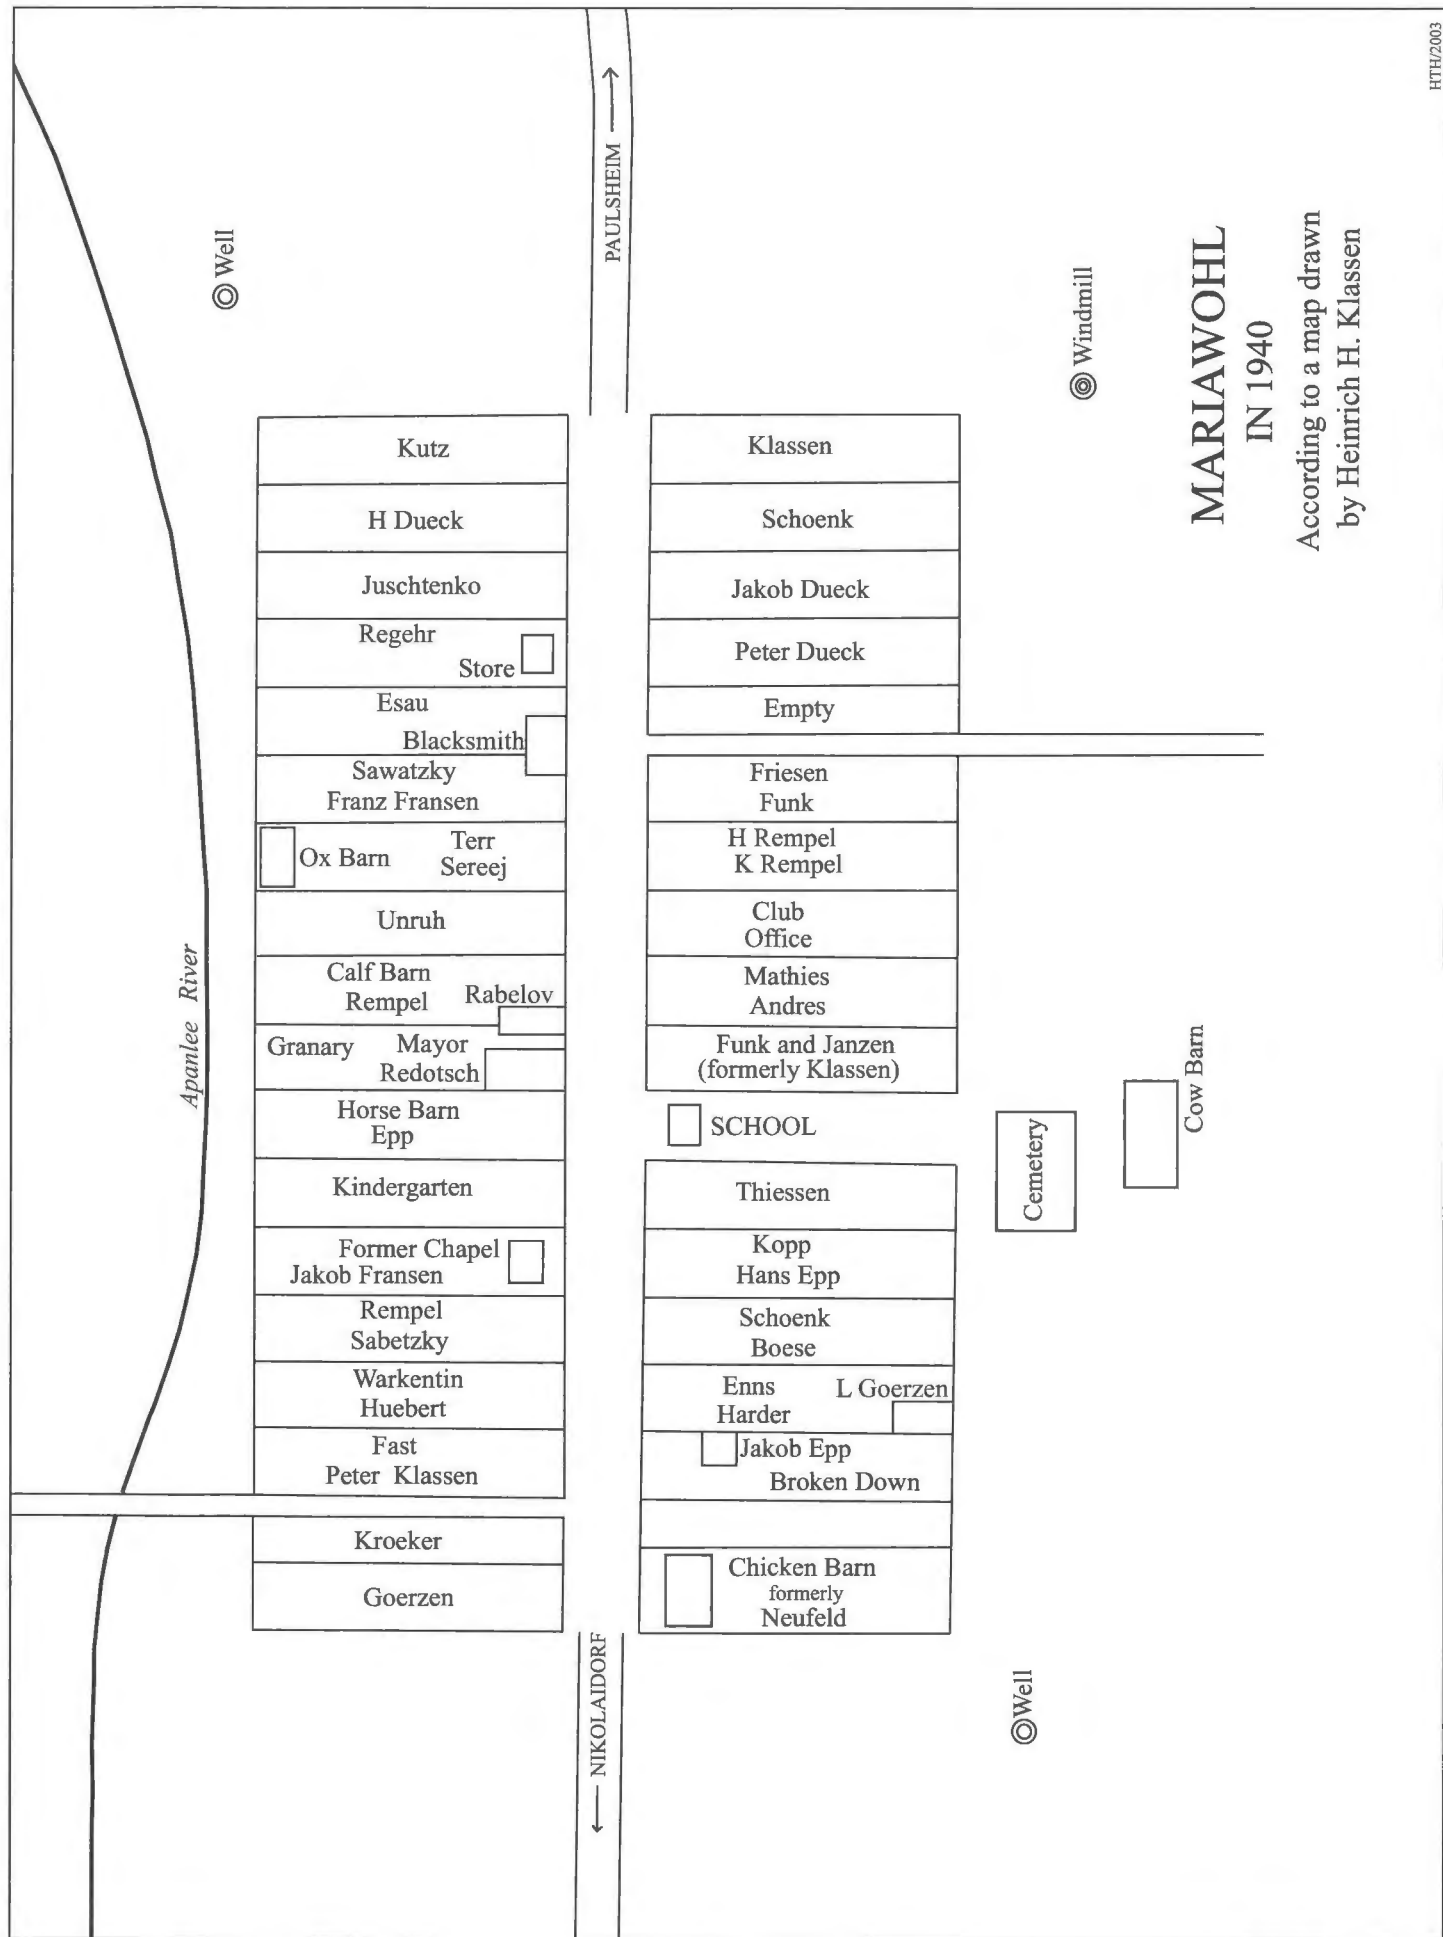 HTH/2003
PAULSHEIM
Well
Windmill
MARIAWOHL
IN 1940
According to a map drawn
by Heinrich H. Klassen
Apanlee River
Kutz
H Dueck
Juschtenko
Regehr
Store
Esau
Blacksmith
Sawatzky
Franz Fransen
Ox Barn
Terr
Sereej
Unruh
Calf Barn
Rempel
Rabelov
Granary
Mayor
Redotsch
Horse Barn
Epp
Kindergarten
Former Chapel
Jakob Fransen
Rempel
Sabetzky
Warkentin
Huebert
Fast
Peter Klassen
Kroeker
Goerzen
Klassen
Schoenk
Jakob Dueck
Peter Dueck
Empty
Friesen
Funk
H Rempel
K Rempel
Club
Office
Mathies
Andres
Funk and Janzen
(formerly Klassen)
SCHOOL
Thiessen
Kopp
Hans Epp
Schoenk
Boese
Enns
Harder
L Goerzen
Jakob Epp
Broken Down
Chicken Barn
formerly
Neufeld
Cemetery
Cow Barn
NIKOLAIDORF
Well